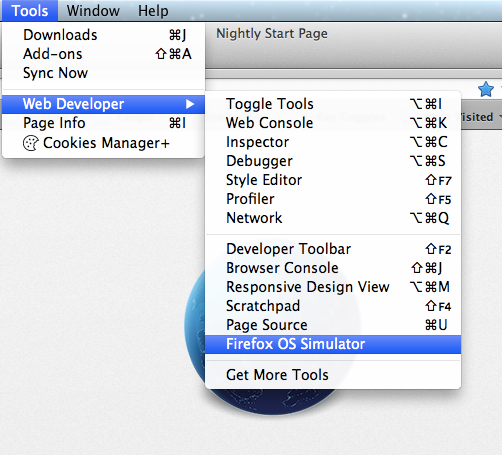 Tools Window Help
Nightly Start Page
Downloads ⌘J
Add-ons ⇧⌘A
Sync Now
Web Developer ▶
Page Info ⌘I
Cookies Manager+
Visited
Toggle Tools ⌥⌘I
Web Console ⌥⌘K
Inspector ⌥⌘C
Debugger ⌥⌘S
Style Editor ⇧F7
Profiler ⇧F5
Network ⌥⌘Q
Developer Toolbar ⇧F2
Browser Console ⇧⌘J
Responsive Design View ⌥⌘M
Scratchpad ⇧F4
Page Source ⌘U
Firefox OS Simulator
Get More Tools